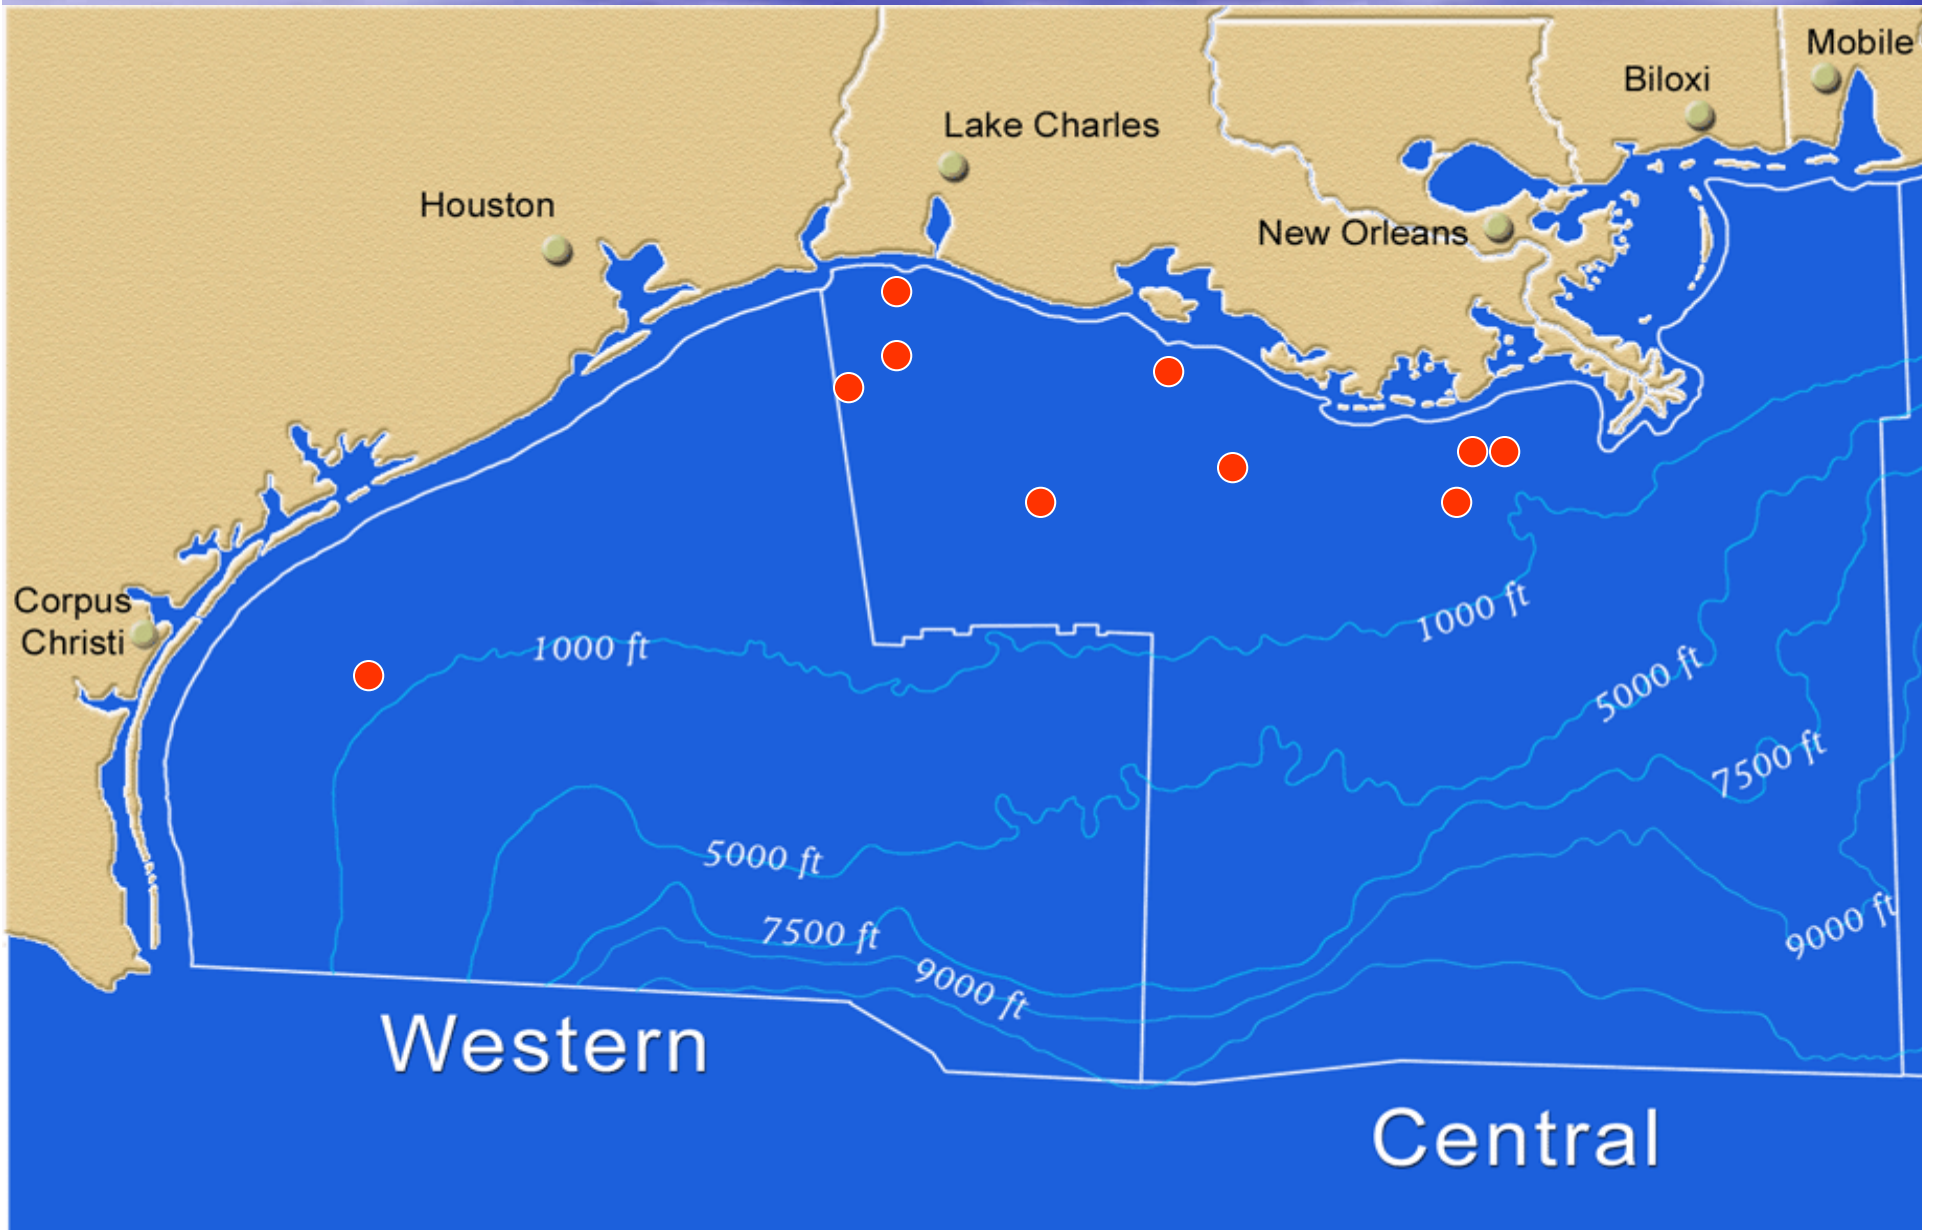 Mobile
Biloxi
Lake Charles
Houston
New Orleans
Corpus
Christi
1000 ft
1000 ft
5000 ft
7500 ft
5000 ft
7500 ft
9000 ft
9000 ft
Western
Central